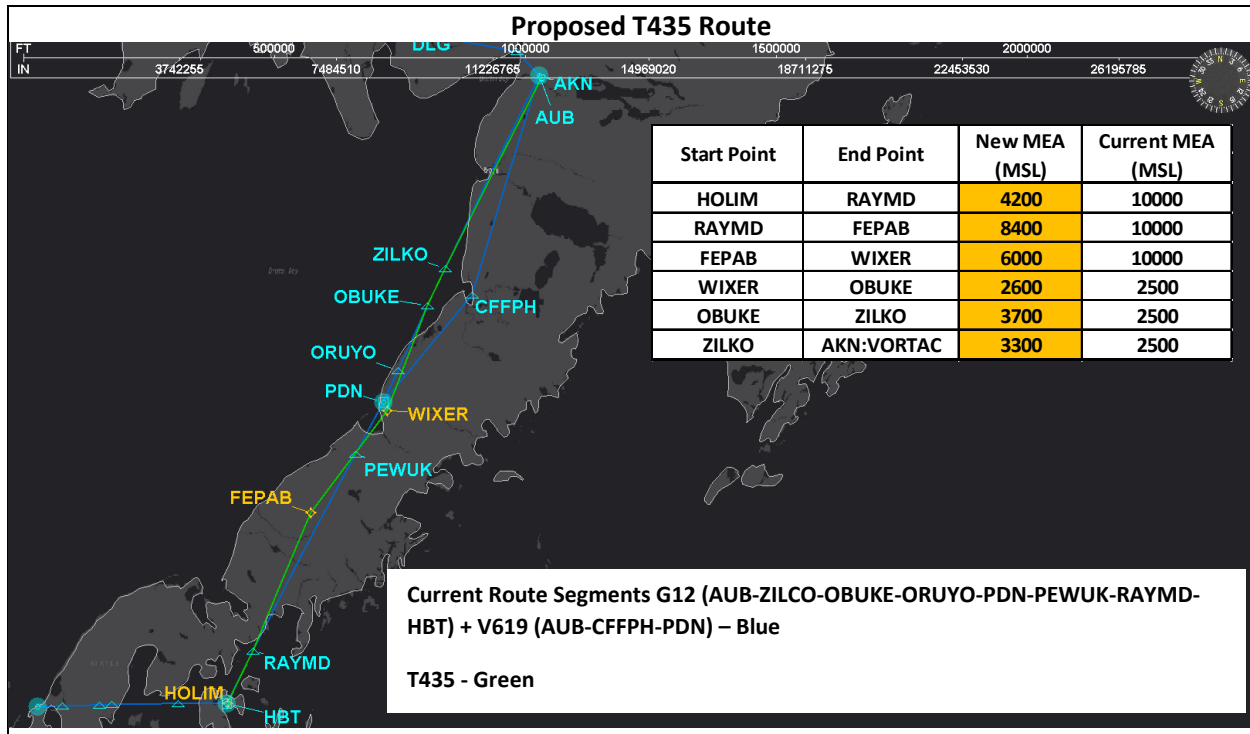 Proposed T435 Route
FT 500000 1000000 1500000 2000000
IN 3742255 7484510 11226765 14969020 18711275 22453530 26195785
DLG
AKN
AUB
ZILKO
OBUKE
CFFPH
ORUYO
PDN
WIXER
PEWUK
FEPAB
RAYMD
HOLIM
HBT
Start Point End Point New MEA (MSL) Current MEA (MSL)
HOLIM RAYMD 4200 10000
RAYMD FEPAB 8400 10000
FEPAB WIXER 6000 10000
WIXER OBUKE 2600 2500
OBUKE ZILKO 3700 2500
ZILKO AKN:VORTAC 3300 2500
Current Route Segments G12 (AUB-ZILCO-OBUKE-ORUYO-PDN-PEWUK-RAYMD-
HBT) + V619 (AUB-CFFPH-PDN) – Blue
T435 - Green